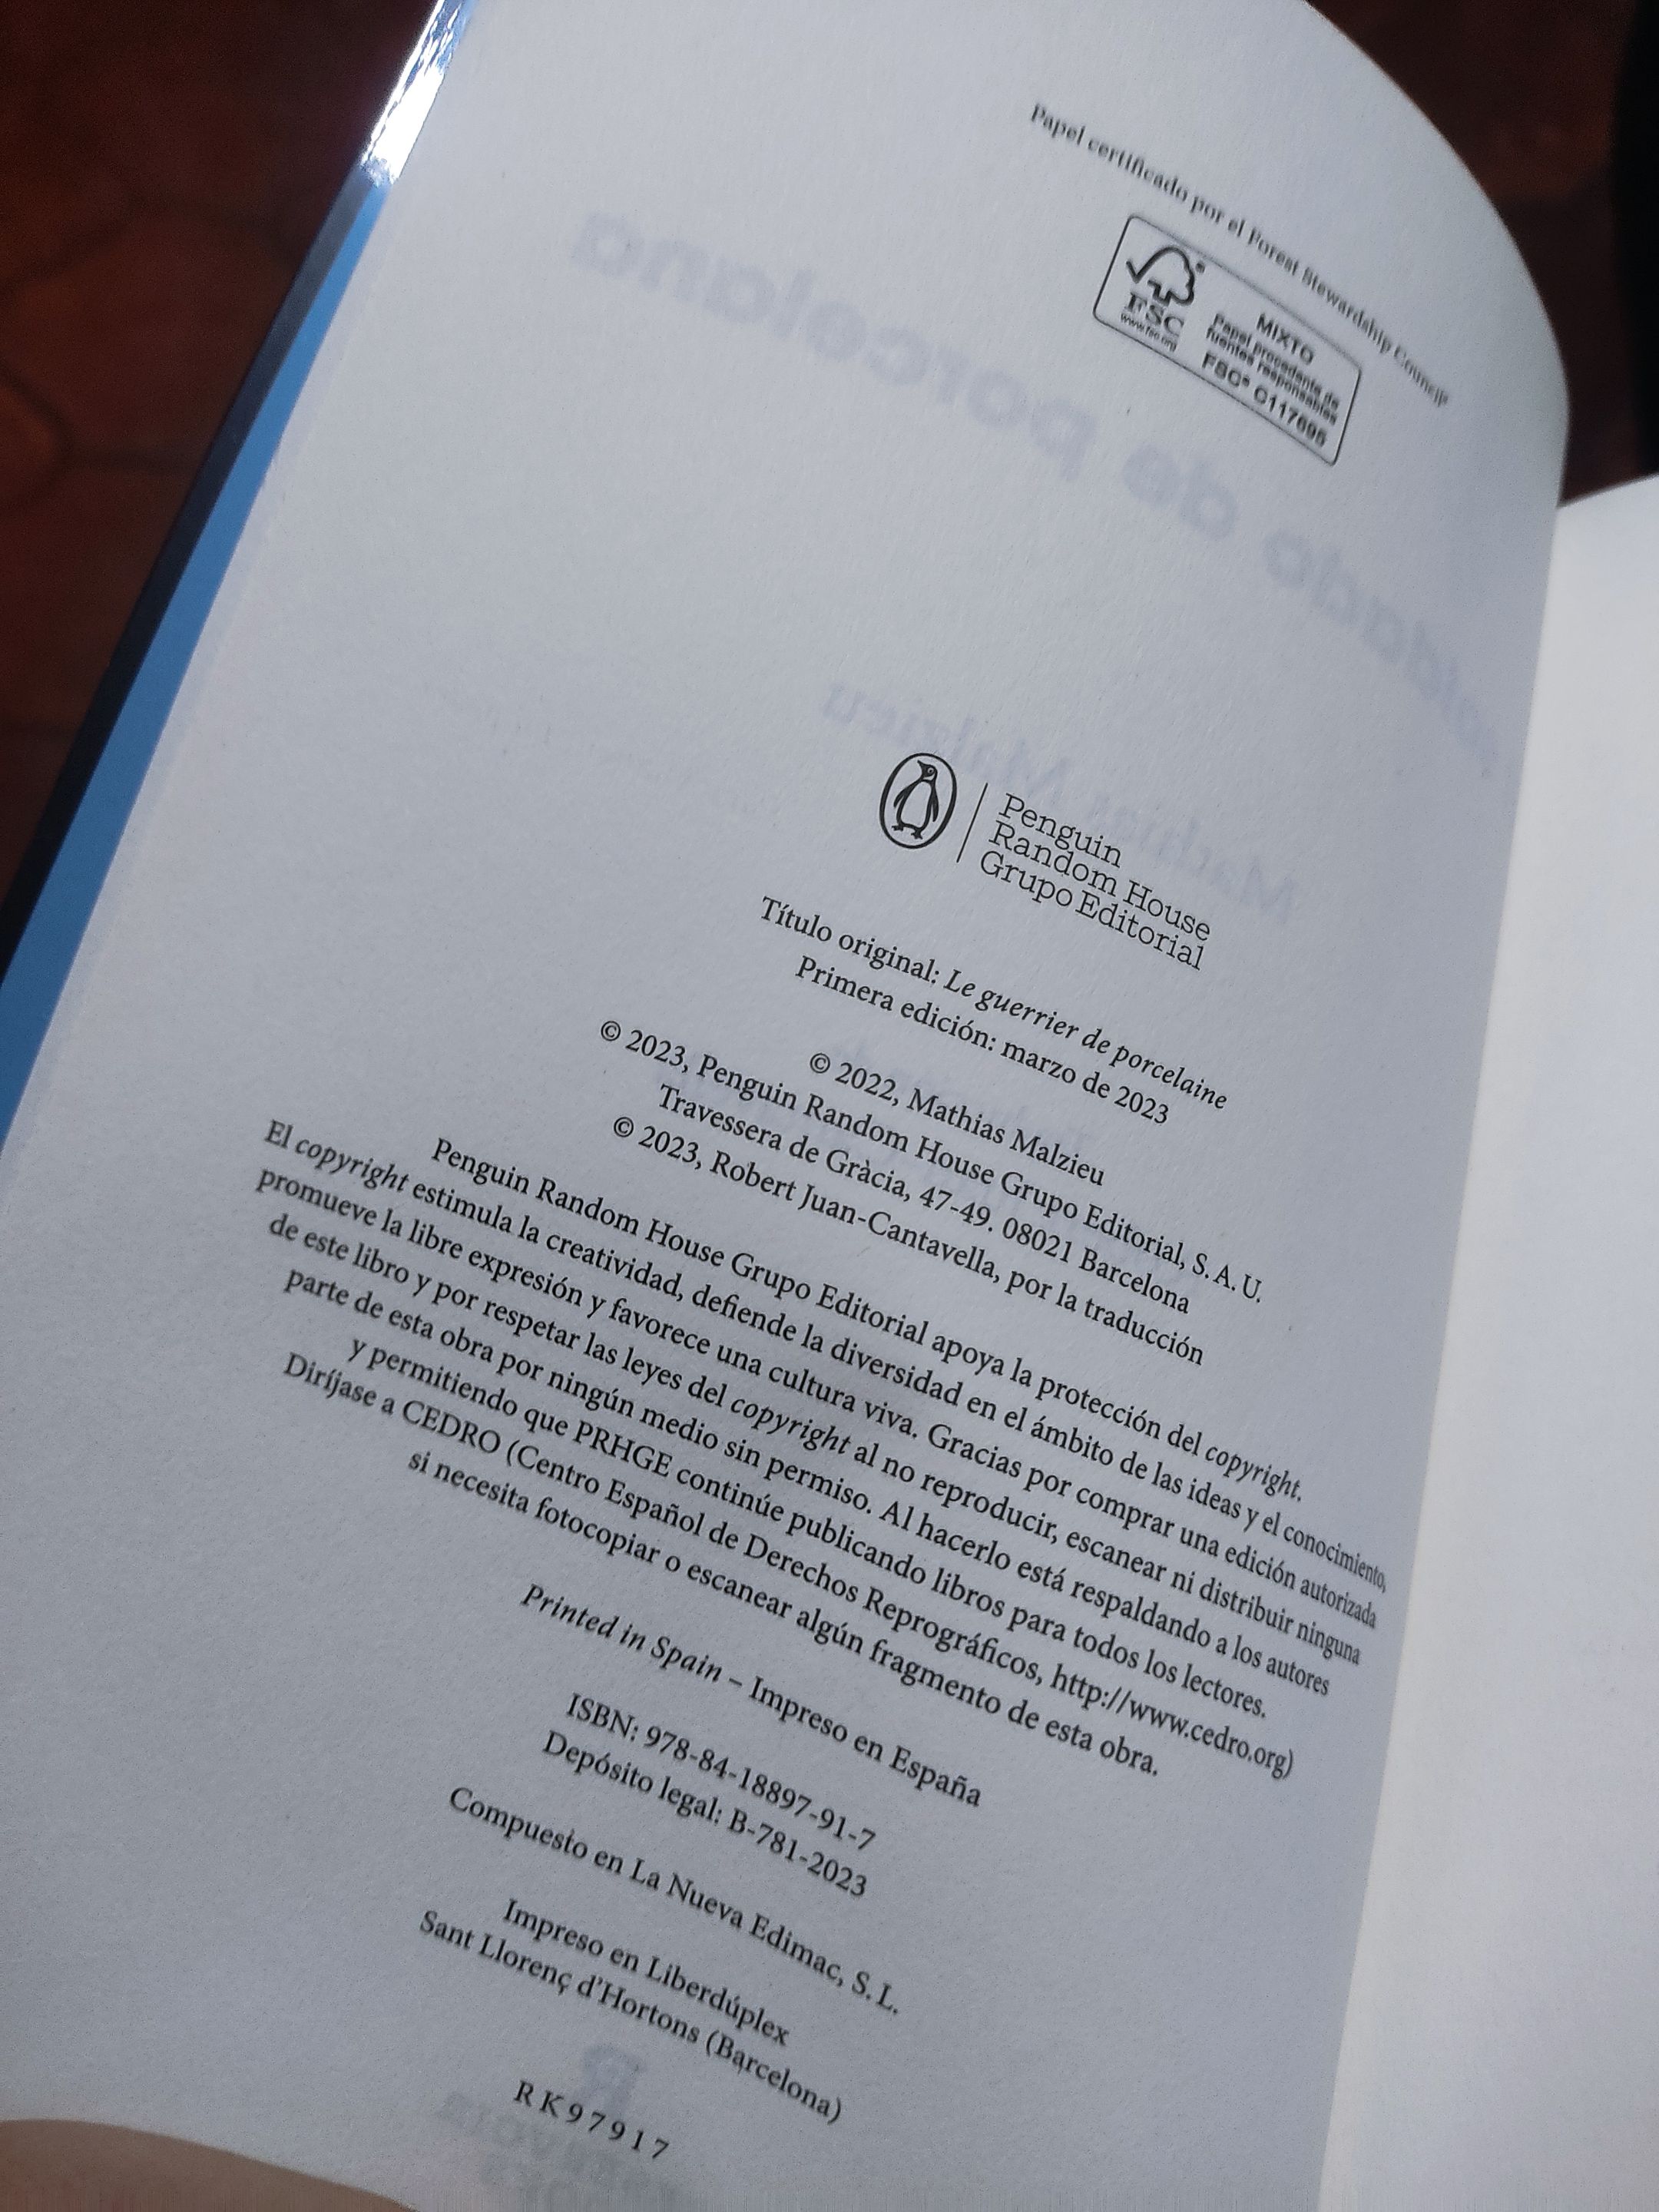 Papel certificado por el Forest Stewardship Council®
FSC
www.fsc.org
MIXTO
Papel procedente de
fuentes responsables
FSC® C117695
Penguin
Random House
Grupo Editorial
Título original: Le guerrier de porcelaine
Primera edición: marzo de 2023
© 2022, Mathias Malzieu
© 2023, Penguin Random House Grupo Editorial, S. A. U.
Travessera de Gràcia, 47-49. 08021 Barcelona
© 2023, Robert Juan-Cantavella, por la traducción
Penguin Random House Grupo Editorial apoya la protección del copyright.
El copyright estimula la creatividad, defiende la diversidad en el ámbito de las ideas y el conocimiento,
promueve la libre expresión y favorece una cultura viva. Gracias por comprar una edición autorizada
de este libro y por respetar las leyes del copyright al no reproducir, escanear ni distribuir ninguna
parte de esta obra por ningún medio sin permiso. Al hacerlo está respaldando a los autores
y permitiendo que PRHGE continúe publicando libros para todos los lectores.
Diríjase a CEDRO (Centro Español de Derechos Reprográficos, http://www.cedro.org)
si necesita fotocopiar o escanear algún fragmento de esta obra.
Printed in Spain – Impreso en España
ISBN: 978-84-18897-91-7
Depósito legal: B-781-2023
Compuesto en La Nueva Edimac, S. L.
Impreso en Liberdúplex
Sant Llorenç d'Hortons (Barcelona)
R K 9 7 9 1 7